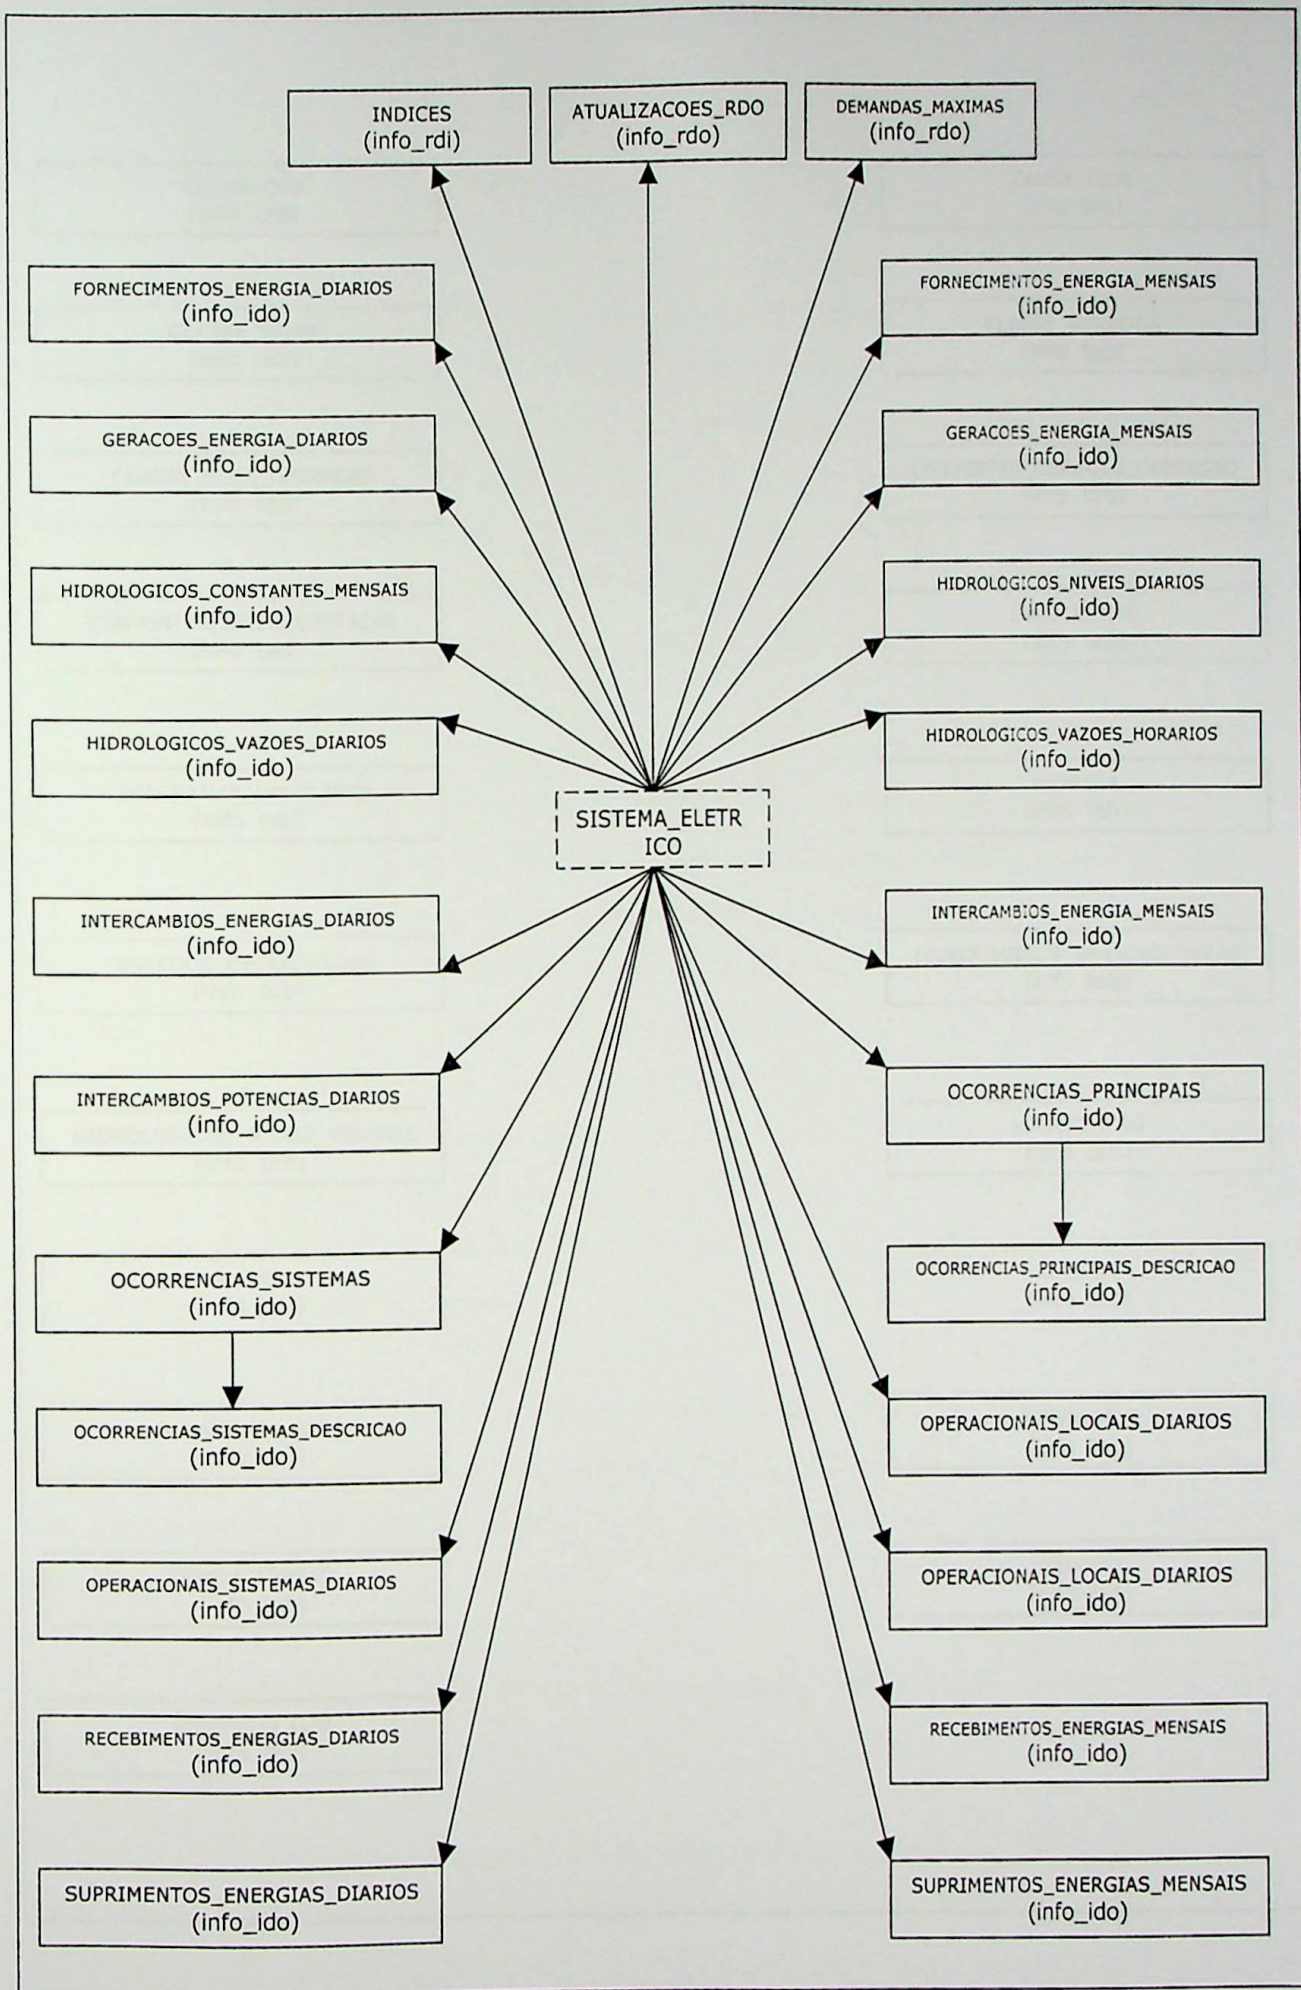 INDICES
(info_rdi)
ATUALIZACOES_RDO
(info_rdo)
DEMANDAS_MAXIMAS
(info_rdo)
FORNECIMENTOS_ENERGIA_DIARIOS
(info_ido)
FORNECIMENTOS_ENERGIA_MENSAIS
(info_ido)
GERACOES_ENERGIA_DIARIOS
(info_ido)
GERACOES_ENERGIA_MENSAIS
(info_ido)
HIDROLOGICOS_CONSTANTES_MENSAIS
(info_ido)
HIDROLOGICOS_NIVEIS_DIARIOS
(info_ido)
HIDROLOGICOS_VAZOES_DIARIOS
(info_ido)
HIDROLOGICOS_VAZOES_HORARIOS
(info_ido)
SISTEMA_ELETR
ICO
INTERCAMBIOS_ENERGIAS_DIARIOS
(info_ido)
INTERCAMBIOS_ENERGIA_MENSAIS
(info_ido)
INTERCAMBIOS_POTENCIAS_DIARIOS
(info_ido)
OCORRENCIAS_PRINCIPAIS
(info_ido)
OCORRENCIAS_SISTEMAS
(info_ido)
OCORRENCIAS_PRINCIPAIS_DESCRICAO
(info_ido)
OCORRENCIAS_SISTEMAS_DESCRICAO
(info_ido)
OPERACIONAIS_LOCAIS_DIARIOS
(info_ido)
OPERACIONAIS_SISTEMAS_DIARIOS
(info_ido)
OPERACIONAIS_LOCAIS_DIARIOS
(info_ido)
RECEBIMENTOS_ENERGIAS_DIARIOS
(info_ido)
RECEBIMENTOS_ENERGIAS_MENSAIS
(info_ido)
SUPRIMENTOS_ENERGIAS_DIARIOS
(info_ido)
SUPRIMENTOS_ENERGIAS_MENSAIS
(info_ido)